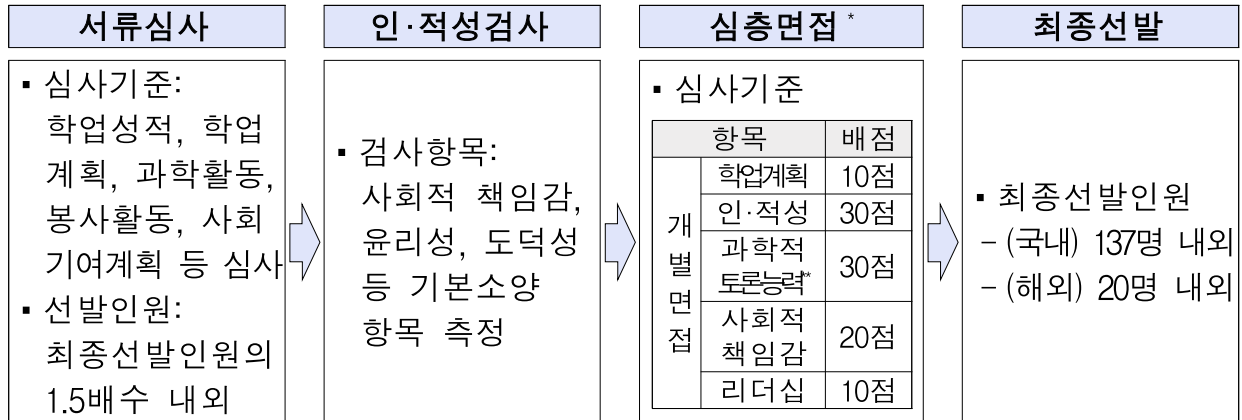 서류심사
▪ 심사기준:
학업성적, 학업
계획, 과학활동,
봉사활동, 사회
기여계획 등 심사
▪ 선발인원:
최종선발인원의
1.5배수 내외
인·적성검사
▪ 검사항목:
사회적 책임감,
윤리성, 도덕성
등 기본소양
항목 측정
심층면접*
▪ 심사기준
항목 배점
개별면접
학업계획 10점
인·적성 30점
과학적
토론능력** 30점
사회적
책임감 20점
리더십 10점
최종선발
▪ 최종선발인원
- (국내) 137명 내외
- (해외) 20명 내외